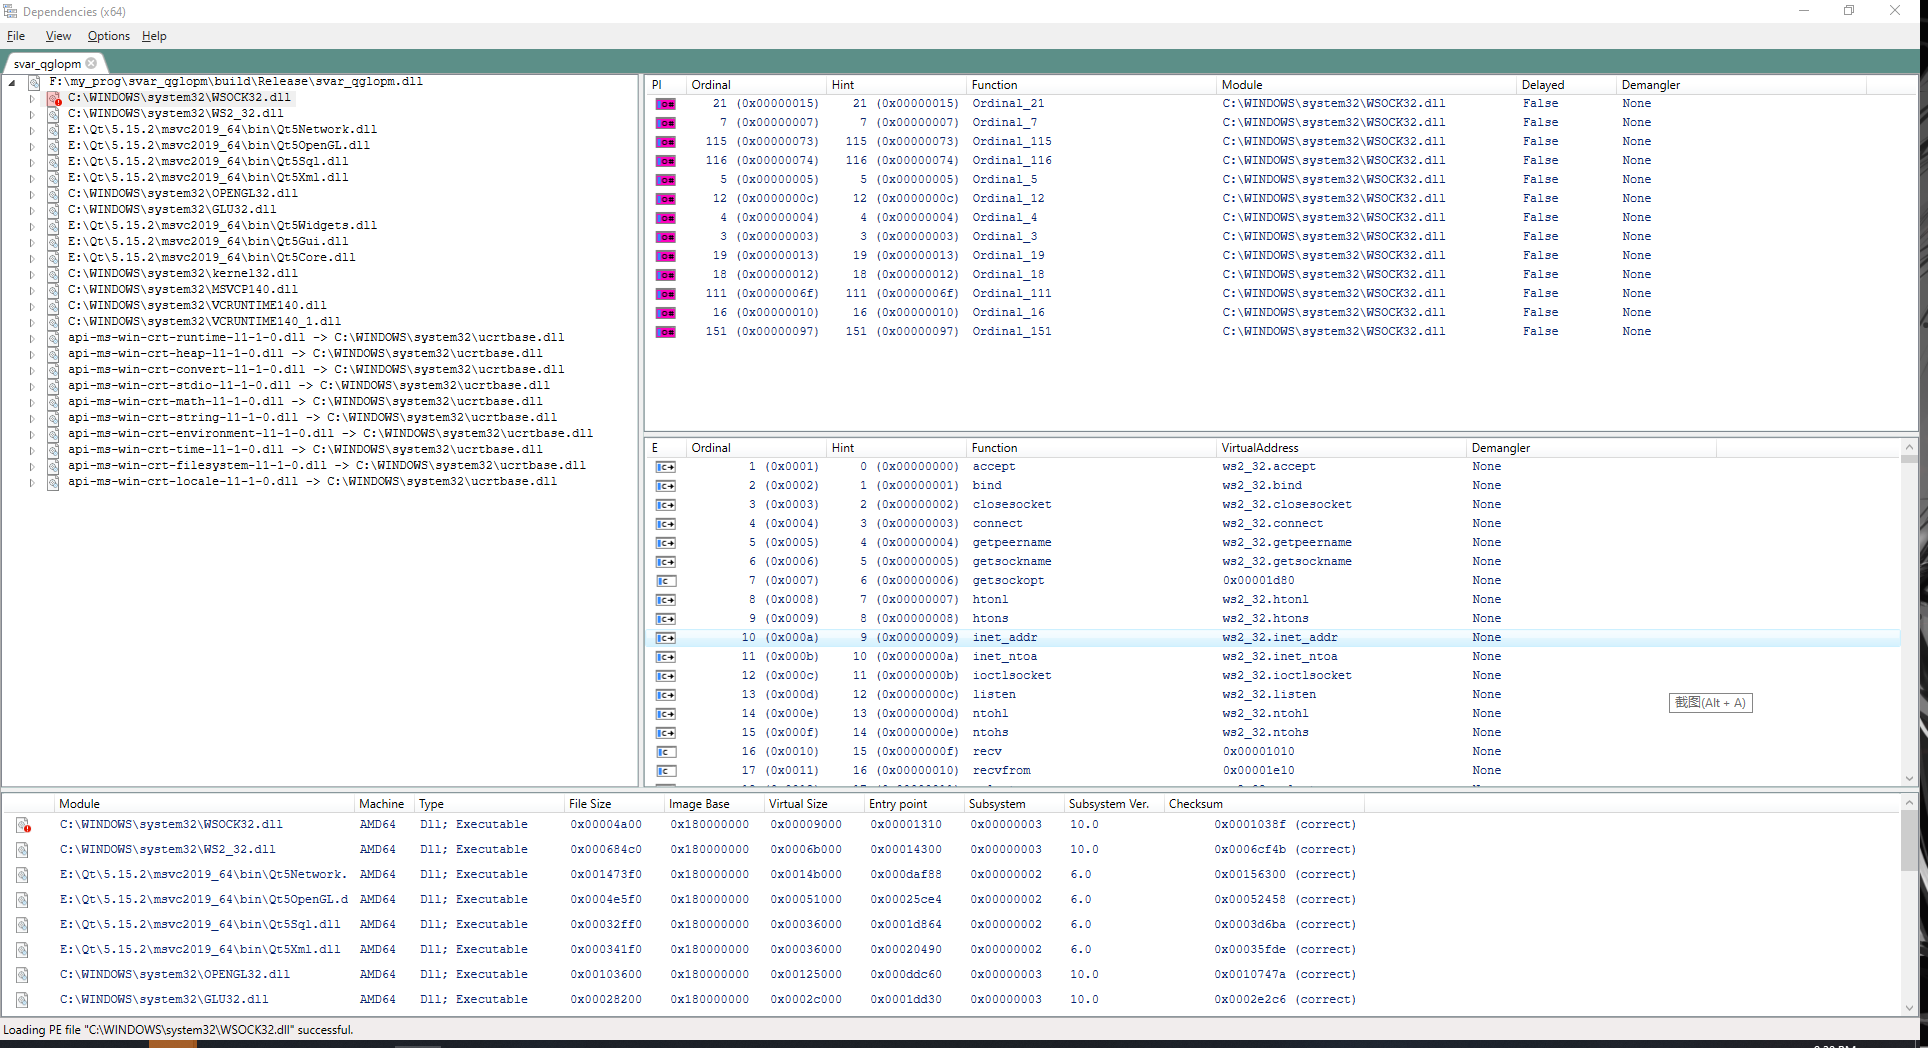 Dependencies (x64)
File View Options Help
svar_qglopm
F:\my_prog\svar_qglopm\build\Release\svar_qglopm.dll
C:\WINDOWS\system32\WSOCK32.dll
C:\WINDOWS\system32\WS2_32.dll
E:\Qt\5.15.2\msvc2019_64\bin\Qt5Network.dll
E:\Qt\5.15.2\msvc2019_64\bin\Qt5OpenGL.dll
E:\Qt\5.15.2\msvc2019_64\bin\Qt5Sql.dll
E:\Qt\5.15.2\msvc2019_64\bin\Qt5Xml.dll
C:\WINDOWS\system32\OPENGL32.dll
C:\WINDOWS\system32\GLU32.dll
E:\Qt\5.15.2\msvc2019_64\bin\Qt5Widgets.dll
E:\Qt\5.15.2\msvc2019_64\bin\Qt5Gui.dll
E:\Qt\5.15.2\msvc2019_64\bin\Qt5Core.dll
C:\WINDOWS\system32\kernel32.dll
C:\WINDOWS\system32\MSVCP140.dll
C:\WINDOWS\system32\VCRUNTIME140.dll
C:\WINDOWS\system32\VCRUNTIME140_1.dll
api-ms-win-crt-runtime-l1-1-0.dll -> C:\WINDOWS\system32\ucrtbase.dll
api-ms-win-crt-heap-l1-1-0.dll -> C:\WINDOWS\system32\ucrtbase.dll
api-ms-win-crt-convert-l1-1-0.dll -> C:\WINDOWS\system32\ucrtbase.dll
api-ms-win-crt-stdio-l1-1-0.dll -> C:\WINDOWS\system32\ucrtbase.dll
api-ms-win-crt-math-l1-1-0.dll -> C:\WINDOWS\system32\ucrtbase.dll
api-ms-win-crt-string-l1-1-0.dll -> C:\WINDOWS\system32\ucrtbase.dll
api-ms-win-crt-environment-l1-1-0.dll -> C:\WINDOWS\system32\ucrtbase.dll
api-ms-win-crt-time-l1-1-0.dll -> C:\WINDOWS\system32\ucrtbase.dll
api-ms-win-crt-filesystem-l1-1-0.dll -> C:\WINDOWS\system32\ucrtbase.dll
api-ms-win-crt-locale-l1-1-0.dll -> C:\WINDOWS\system32\ucrtbase.dll
PI Ordinal Hint Function Module Delayed Demangler
21 (0x00000015) 21 (0x00000015) Ordinal_21 C:\WINDOWS\system32\WSOCK32.dll False None
7 (0x00000007) 7 (0x00000007) Ordinal_7 C:\WINDOWS\system32\WSOCK32.dll False None
115 (0x00000073) 115 (0x00000073) Ordinal_115 C:\WINDOWS\system32\WSOCK32.dll False None
116 (0x00000074) 116 (0x00000074) Ordinal_116 C:\WINDOWS\system32\WSOCK32.dll False None
5 (0x00000005) 5 (0x00000005) Ordinal_5 C:\WINDOWS\system32\WSOCK32.dll False None
12 (0x0000000c) 12 (0x0000000c) Ordinal_12 C:\WINDOWS\system32\WSOCK32.dll False None
4 (0x00000004) 4 (0x00000004) Ordinal_4 C:\WINDOWS\system32\WSOCK32.dll False None
3 (0x00000003) 3 (0x00000003) Ordinal_3 C:\WINDOWS\system32\WSOCK32.dll False None
19 (0x00000013) 19 (0x00000013) Ordinal_19 C:\WINDOWS\system32\WSOCK32.dll False None
18 (0x00000012) 18 (0x00000012) Ordinal_18 C:\WINDOWS\system32\WSOCK32.dll False None
111 (0x0000006f) 111 (0x0000006f) Ordinal_111 C:\WINDOWS\system32\WSOCK32.dll False None
16 (0x00000010) 16 (0x00000010) Ordinal_16 C:\WINDOWS\system32\WSOCK32.dll False None
151 (0x00000097) 151 (0x00000097) Ordinal_151 C:\WINDOWS\system32\WSOCK32.dll False None
E Ordinal Hint Function VirtualAddress Demangler
1 (0x0001) 0 (0x00000000) accept ws2_32.accept None
2 (0x0002) 1 (0x00000001) bind ws2_32.bind None
3 (0x0003) 2 (0x00000002) closesocket ws2_32.closesocket None
4 (0x0004) 3 (0x00000003) connect ws2_32.connect None
5 (0x0005) 4 (0x00000004) getpeername ws2_32.getpeername None
6 (0x0006) 5 (0x00000005) getsockname ws2_32.getsockname None
7 (0x0007) 6 (0x00000006) getsockopt 0x00001d80 None
8 (0x0008) 7 (0x00000007) htonl ws2_32.htonl None
9 (0x0009) 8 (0x00000008) htons ws2_32.htons None
10 (0x000a) 9 (0x00000009) inet_addr ws2_32.inet_addr None
11 (0x000b) 10 (0x0000000a) inet_ntoa ws2_32.inet_ntoa None
12 (0x000c) 11 (0x0000000b) ioctlsocket ws2_32.ioctlsocket None
13 (0x000d) 12 (0x0000000c) listen ws2_32.listen None
14 (0x000e) 13 (0x0000000d) ntohl ws2_32.ntohl None
15 (0x000f) 14 (0x0000000e) ntohs ws2_32.ntohs None
16 (0x0010) 15 (0x0000000f) recv 0x00001010 None
17 (0x0011) 16 (0x00000010) recvfrom 0x00001e10 None
截图(Alt + A)
Module Machine Type File Size Image Base Virtual Size Entry point Subsystem Subsystem Ver. Checksum
C:\WINDOWS\system32\WSOCK32.dll AMD64 Dll; Executable 0x00004a00 0x180000000 0x00009000 0x00001310 0x00000003 10.0 0x0001038f (correct)
C:\WINDOWS\system32\WS2_32.dll AMD64 Dll; Executable 0x000684c0 0x180000000 0x0006b000 0x00014300 0x00000003 10.0 0x0006cf4b (correct)
E:\Qt\5.15.2\msvc2019_64\bin\Qt5Network. AMD64 Dll; Executable 0x001473f0 0x180000000 0x0014b000 0x000daf88 0x00000002 6.0 0x00156300 (correct)
E:\Qt\5.15.2\msvc2019_64\bin\Qt5OpenGL.d AMD64 Dll; Executable 0x0004e5f0 0x180000000 0x00051000 0x00025ce4 0x00000002 6.0 0x00052458 (correct)
E:\Qt\5.15.2\msvc2019_64\bin\Qt5Sql.dll AMD64 Dll; Executable 0x00032ff0 0x180000000 0x00036000 0x0001d864 0x00000002 6.0 0x0003d6ba (correct)
E:\Qt\5.15.2\msvc2019_64\bin\Qt5Xml.dll AMD64 Dll; Executable 0x000341f0 0x180000000 0x00036000 0x00020490 0x00000002 6.0 0x00035fde (correct)
C:\WINDOWS\system32\OPENGL32.dll AMD64 Dll; Executable 0x00103600 0x180000000 0x00125000 0x000ddc60 0x00000003 10.0 0x0010747a (correct)
C:\WINDOWS\system32\GLU32.dll AMD64 Dll; Executable 0x00028200 0x180000000 0x0002c000 0x0001dd30 0x00000003 10.0 0x0002e2c6 (correct)
Loading PE file "C:\WINDOWS\system32\WSOCK32.dll" successful.